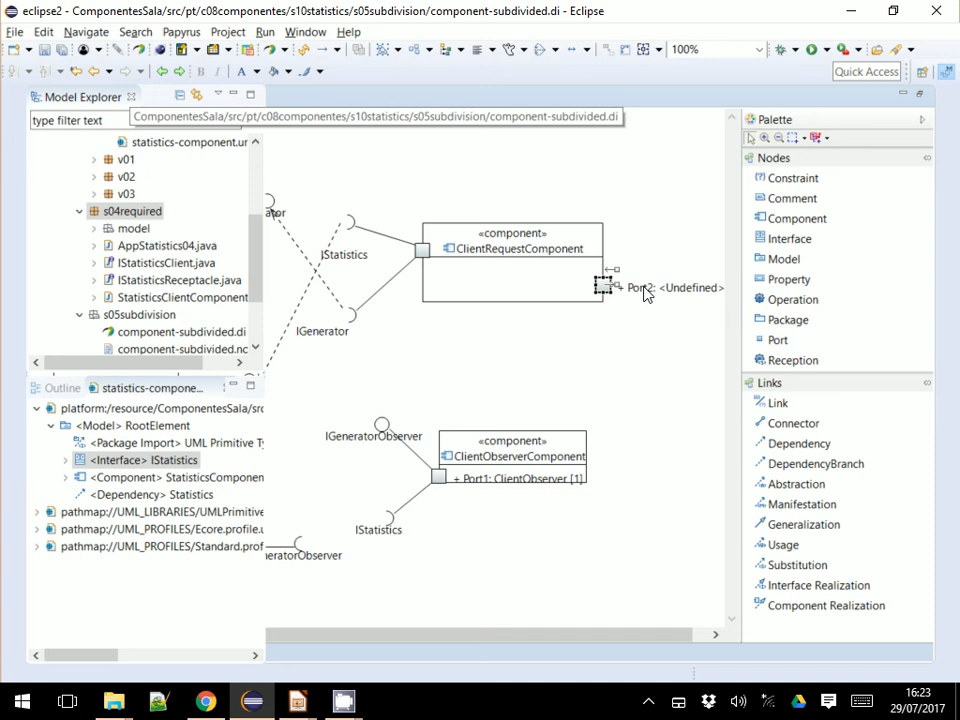 eclipse2 - ComponentesSala/src/pt/c08componentes/s10statistics/s05subdivision/component-subdivided.di - Eclipse
File Edit Navigate Search Papyrus Project Run Window Help
100%
Quick Access
Model Explorer
ComponentesSala/src/pt/c08componentes/s10statistics/s05subdivision/component-subdivided.di
type filter text
statistics-component.ur
v01
v02
v03
s04required
model
AppStatistics04.java
IStatisticsClient.java
IStatisticsReceptacle.java
StatisticsClientComponent
s05subdivision
component-subdivided.di
component-subdivided.nc
Outline
statistics-compone...
platform:/resource/ComponentesSala/src
<Model> RootElement
<Package Import> UML Primitive Ty
<Interface> IStatistics
<Component> StatisticsComponen
<Dependency> Statistics
pathmap://UML_LIBRARIES/UMLPrimitive
pathmap://UML_PROFILES/Ecore.profile.u
pathmap://UML_PROFILES/Standard.prof
ator
IStatistics
IGenerator
«component»
ClientRequestComponent
+ Port2: <Undefined>
IGeneratorObserver
«component»
ClientObserverComponent
+ Port1: ClientObserver [1]
IStatistics
neratorObserver
Palette
Nodes
Constraint
Comment
Component
Interface
Model
Property
Operation
Package
Port
Reception
Links
Link
Connector
Dependency
DependencyBranch
Abstraction
Manifestation
Generalization
Usage
Substitution
Interface Realization
Component Realization
16:23
29/07/2017